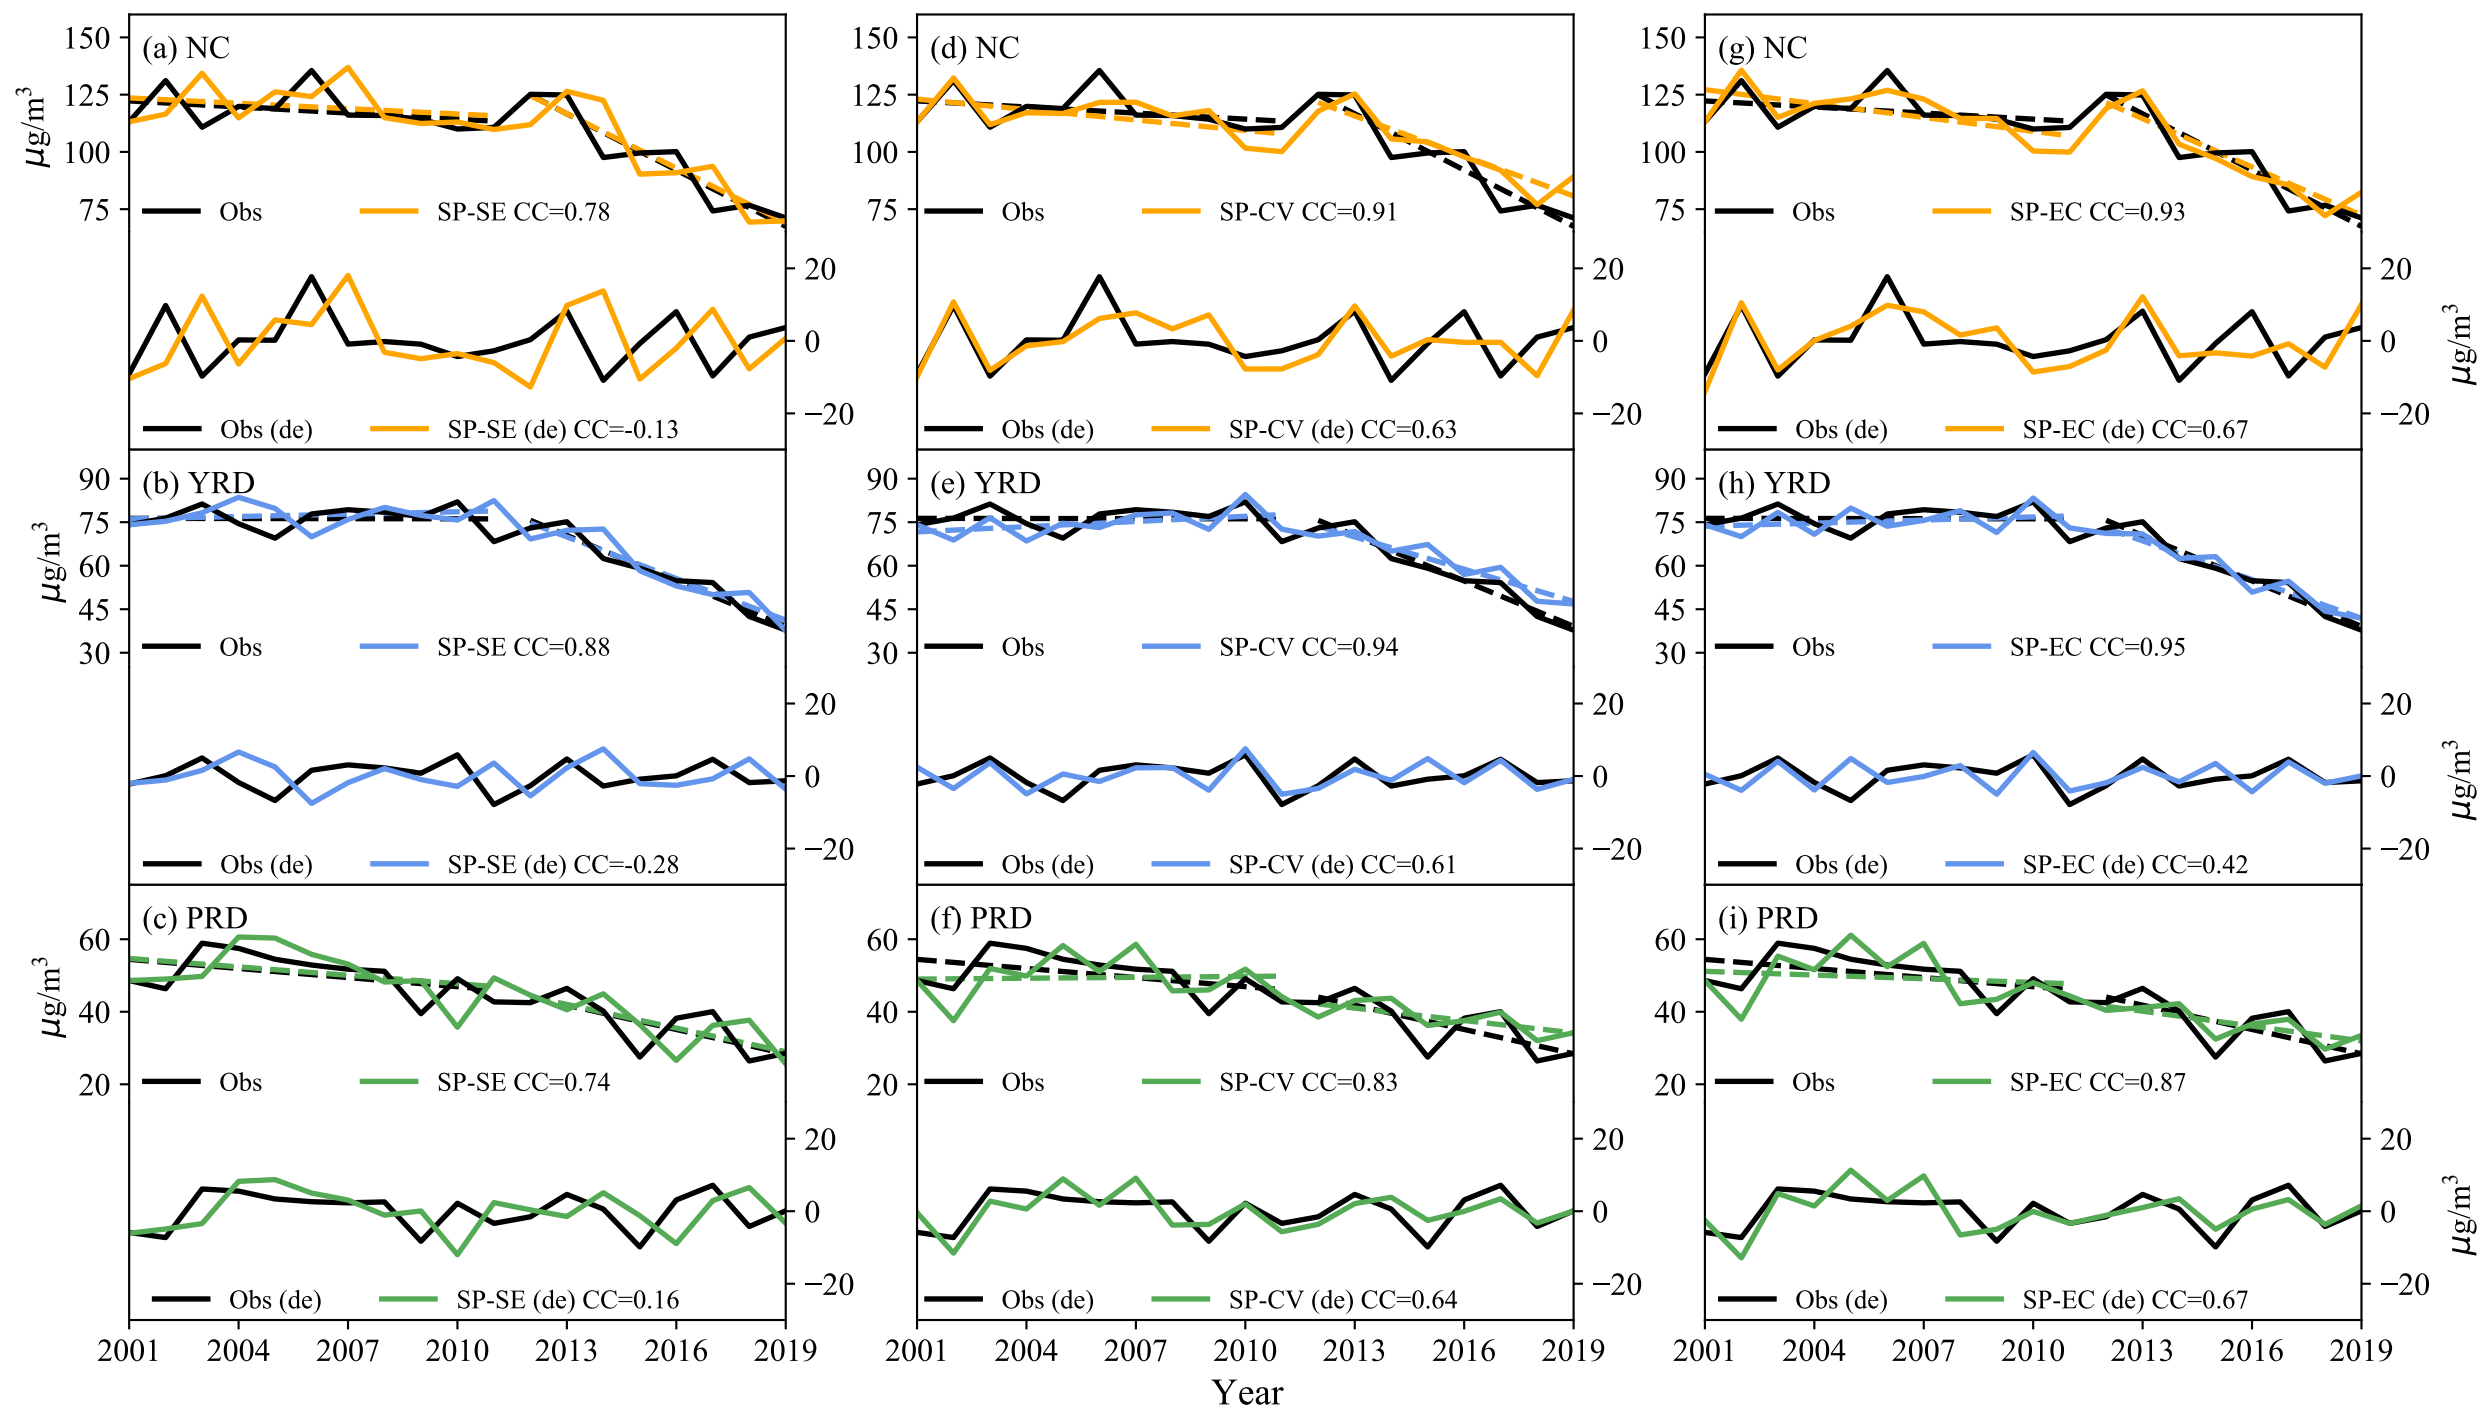 (a) NC
150
125
100
75
μg/m³
Obs
SP-SE CC=0.78
20
0
−20
Obs (de)
SP-SE (de) CC=-0.13
(d) NC
150
125
100
75
Obs
SP-CV CC=0.91
20
0
−20
Obs (de)
SP-CV (de) CC=0.63
(g) NC
150
125
100
75
Obs
SP-EC CC=0.93
20
0
−20
μg/m³
Obs (de)
SP-EC (de) CC=0.67
(b) YRD
90
75
60
45
30
μg/m³
Obs
SP-SE CC=0.88
20
0
−20
Obs (de)
SP-SE (de) CC=-0.28
(e) YRD
90
75
60
45
30
Obs
SP-CV CC=0.94
20
0
−20
Obs (de)
SP-CV (de) CC=0.61
(h) YRD
90
75
60
45
30
Obs
SP-EC CC=0.95
20
0
−20
μg/m³
Obs (de)
SP-EC (de) CC=0.42
(c) PRD
60
40
20
μg/m³
Obs
SP-SE CC=0.74
20
0
−20
Obs (de)
SP-SE (de) CC=0.16
2001 2004 2007 2010 2013 2016 2019
(f) PRD
60
40
20
Obs
SP-CV CC=0.83
20
0
−20
Obs (de)
SP-CV (de) CC=0.64
2001 2004 2007 2010 2013 2016 2019
(i) PRD
60
40
20
Obs
SP-EC CC=0.87
20
0
−20
μg/m³
Obs (de)
SP-EC (de) CC=0.67
2001 2004 2007 2010 2013 2016 2019
Year